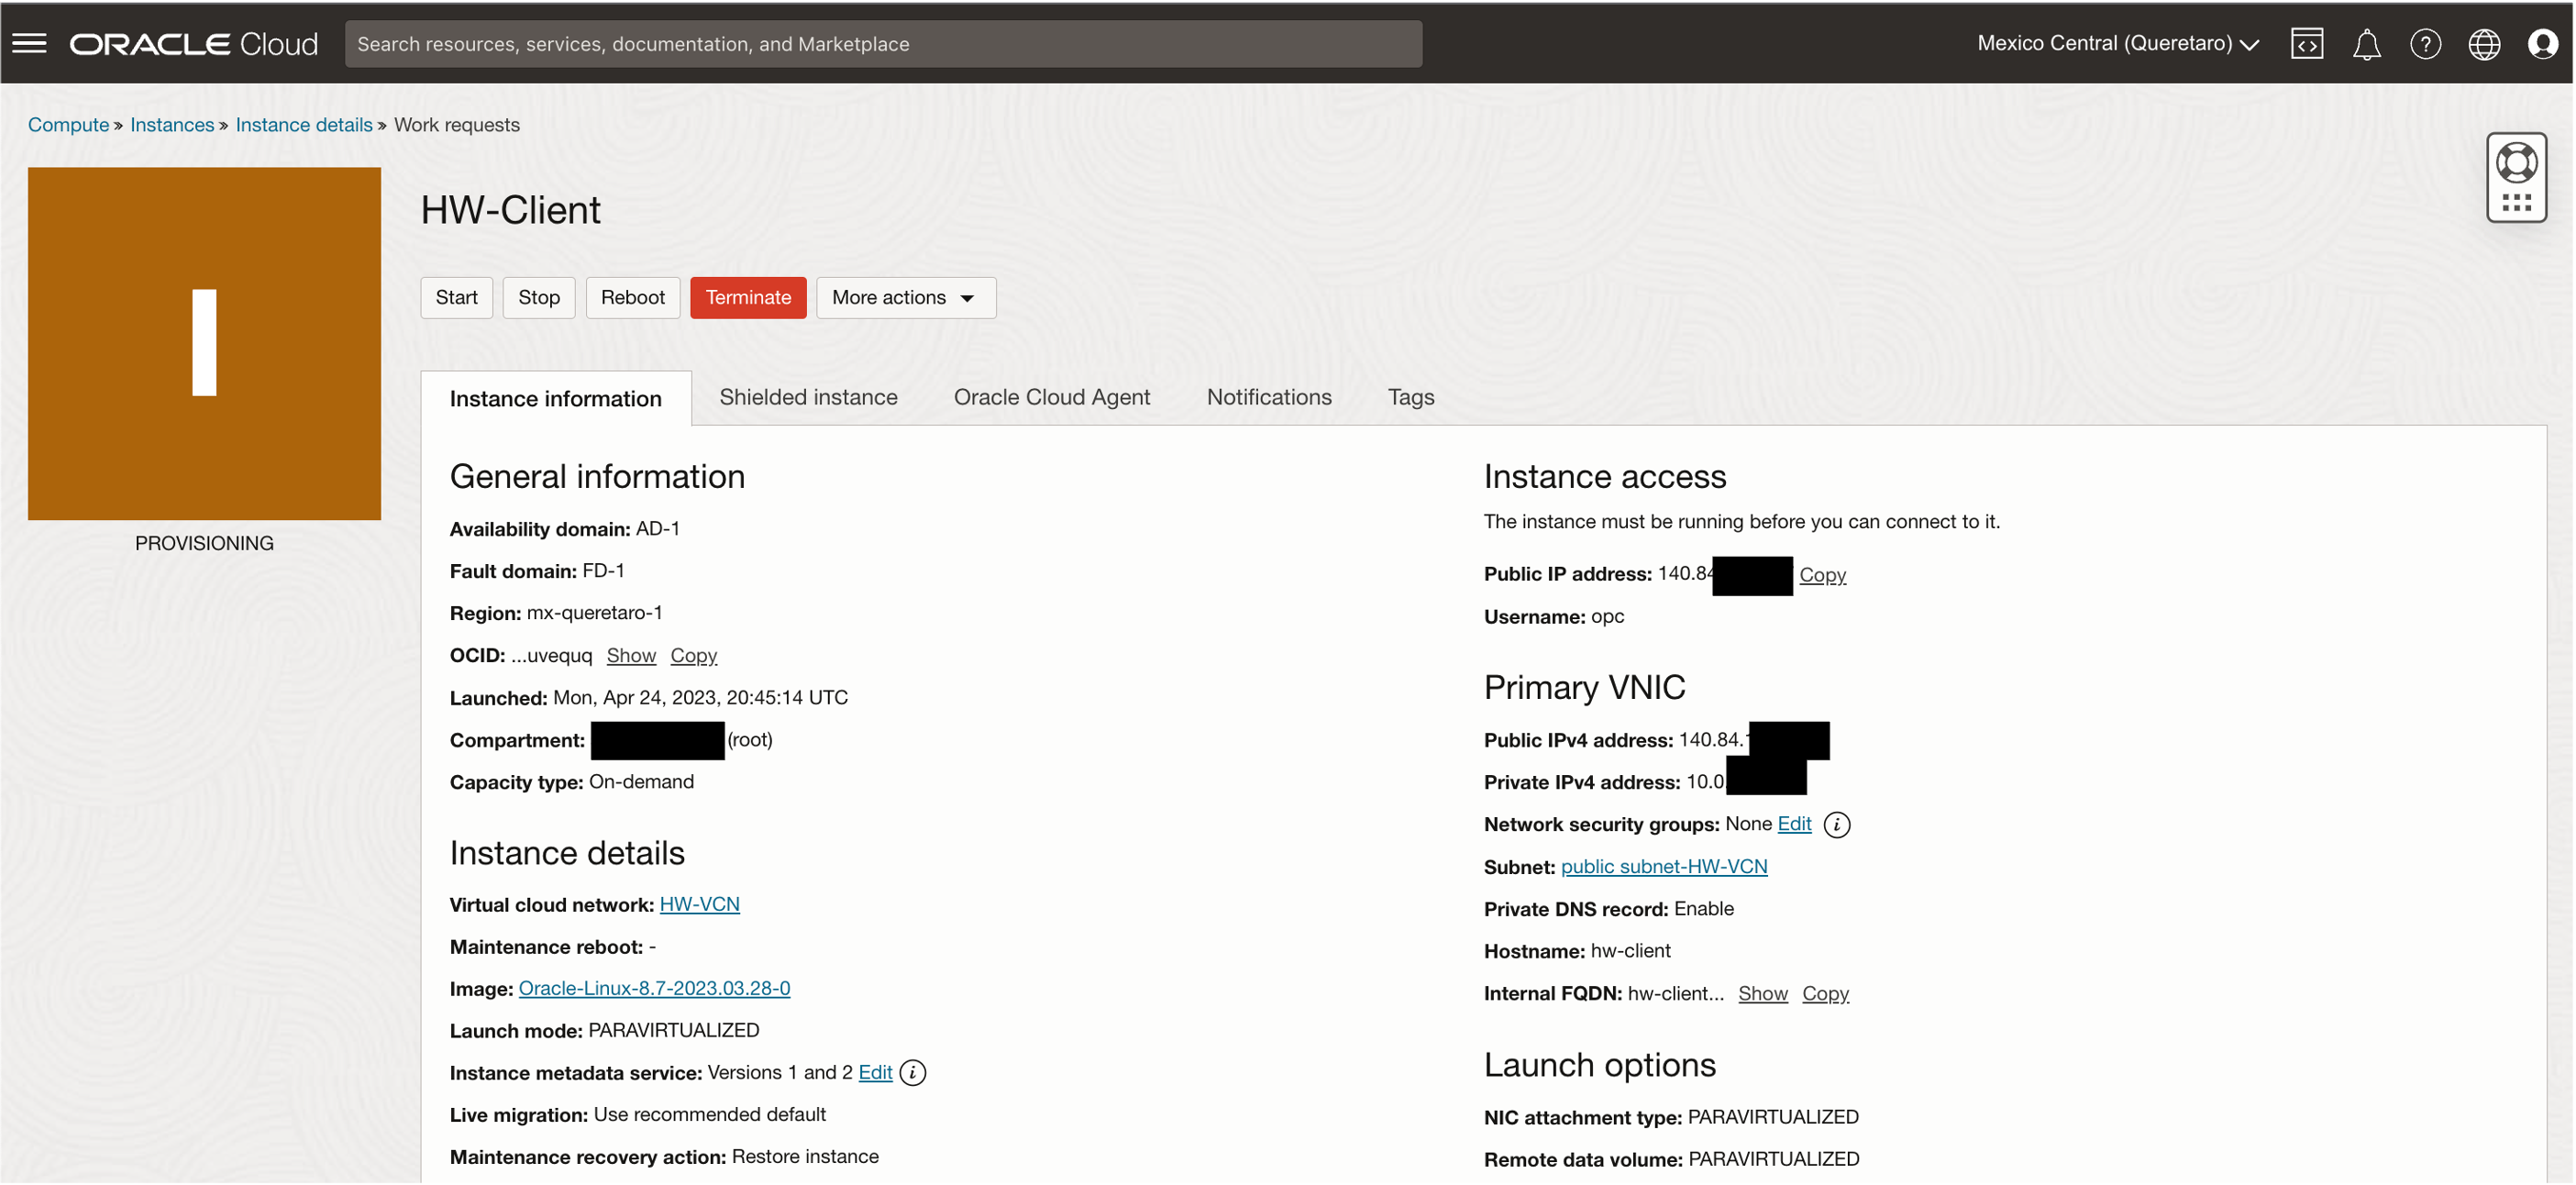 ORACLE Cloud
Search resources, services, documentation, and Marketplace
Mexico Central (Queretaro)
Compute » Instances » Instance details » Work requests
I
PROVISIONING
HW-Client
Start Stop Reboot Terminate More actions
Instance information Shielded instance Oracle Cloud Agent Notifications Tags
General information
Availability domain: AD-1
Fault domain: FD-1
Region: mx-queretaro-1
OCID: ...uvequq Show Copy
Launched: Mon, Apr 24, 2023, 20:45:14 UTC
Compartment: (root)
Capacity type: On-demand
Instance details
Virtual cloud network: HW-VCN
Maintenance reboot: -
Image: Oracle-Linux-8.7-2023.03.28-0
Launch mode: PARAVIRTUALIZED
Instance metadata service: Versions 1 and 2 Edit i
Live migration: Use recommended default
Maintenance recovery action: Restore instance
Instance access
The instance must be running before you can connect to it.
Public IP address: 140.84 Copy
Username: opc
Primary VNIC
Public IPv4 address: 140.84.
Private IPv4 address: 10.0.
Network security groups: None Edit i
Subnet: public subnet-HW-VCN
Private DNS record: Enable
Hostname: hw-client
Internal FQDN: hw-client... Show Copy
Launch options
NIC attachment type: PARAVIRTUALIZED
Remote data volume: PARAVIRTUALIZED